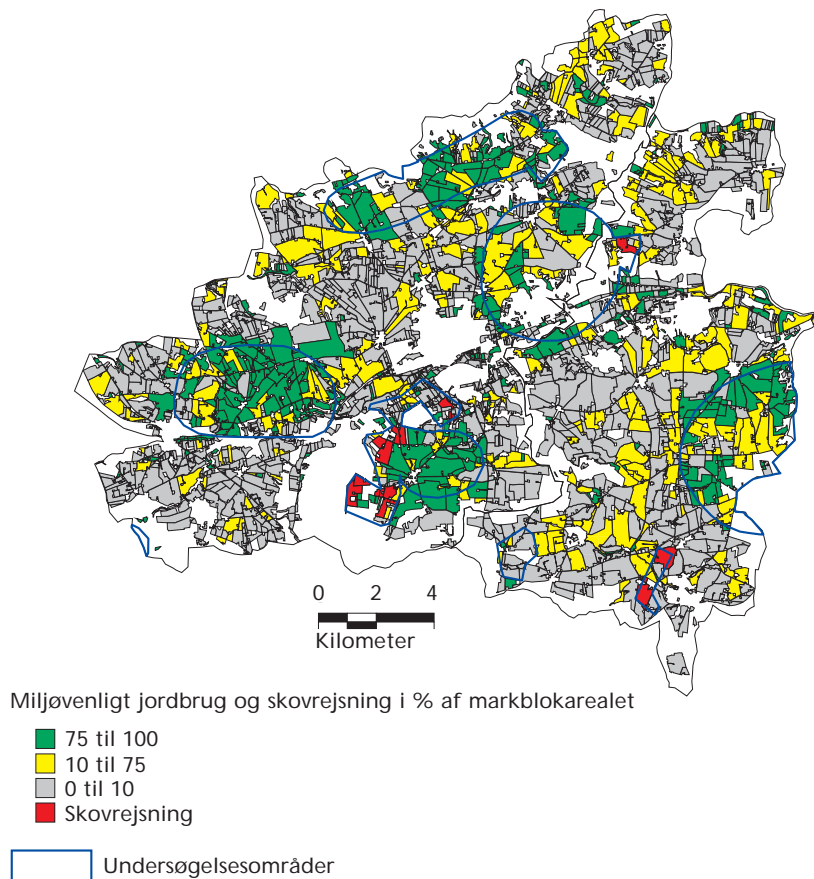 0 2 4
Kilometer
Miljøvenligt jordbrug og skovrejsning i % af markblokarealet
75 til 100
10 til 75
0 til 10
Skovrejsning
Undersøgelsesområder